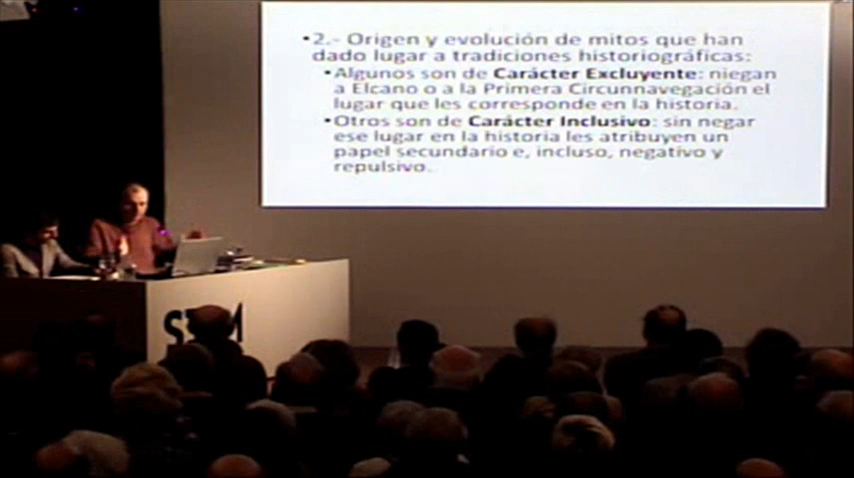 •2.- Origen y evolución de mitos que han
dado lugar a tradiciones historiográficas:
•Algunos son de Carácter Excluyente: niegan
a Elcano o a la Primera Circunnavegación el
lugar que les corresponde en la historia.
•Otros son de Carácter Inclusivo: sin negar
ese lugar en la historia les atribuyen un
papel secundario e, incluso, negativo y
repulsivo.